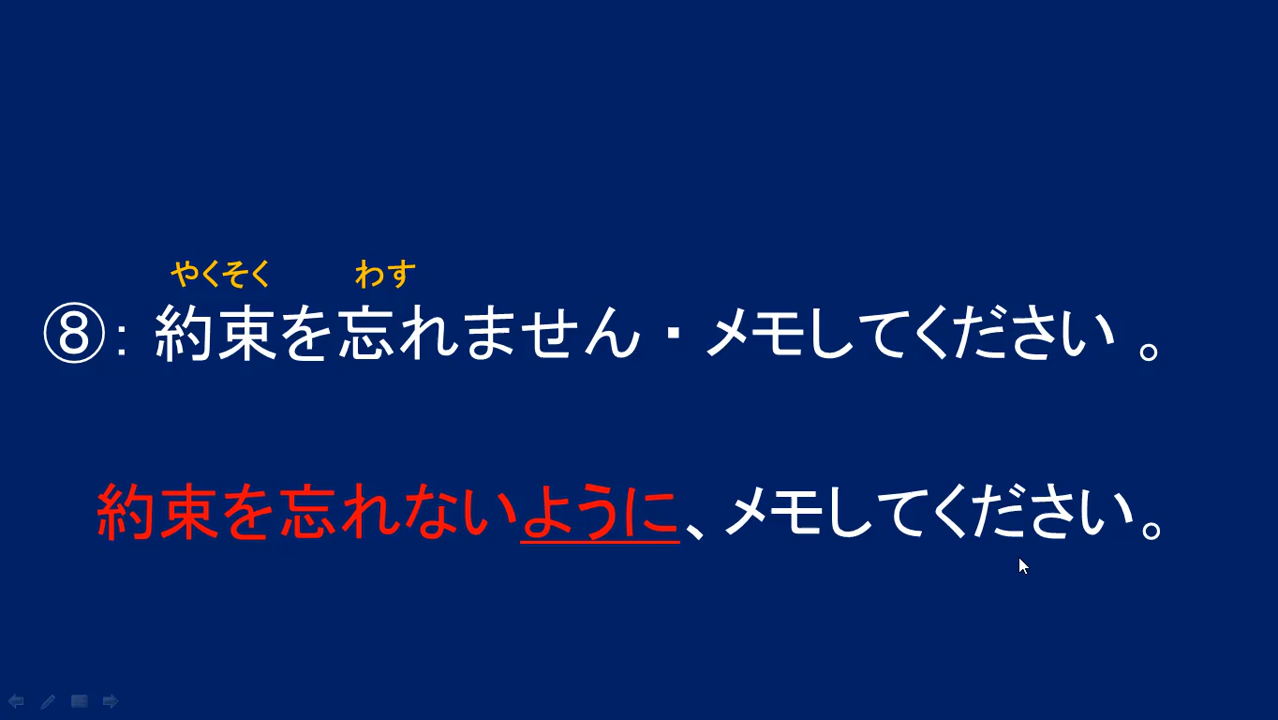 やくそく わす
⑧：約束を忘れません・メモしてください 。
約束を忘れないように、メモしてください。